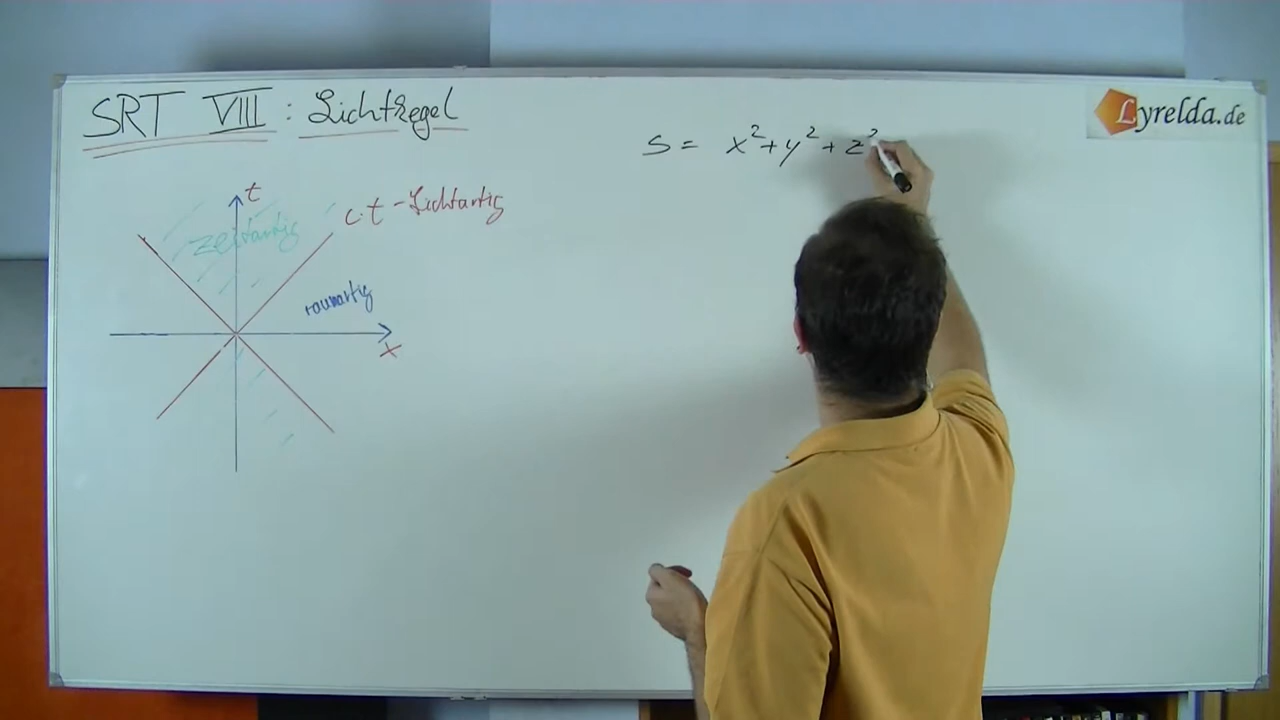 SRT VIII : Lichtkegel
Lyrelda.de
s = x² + y² + z²
t
c·t - Lichtartig
zeitartig
raumartig
x